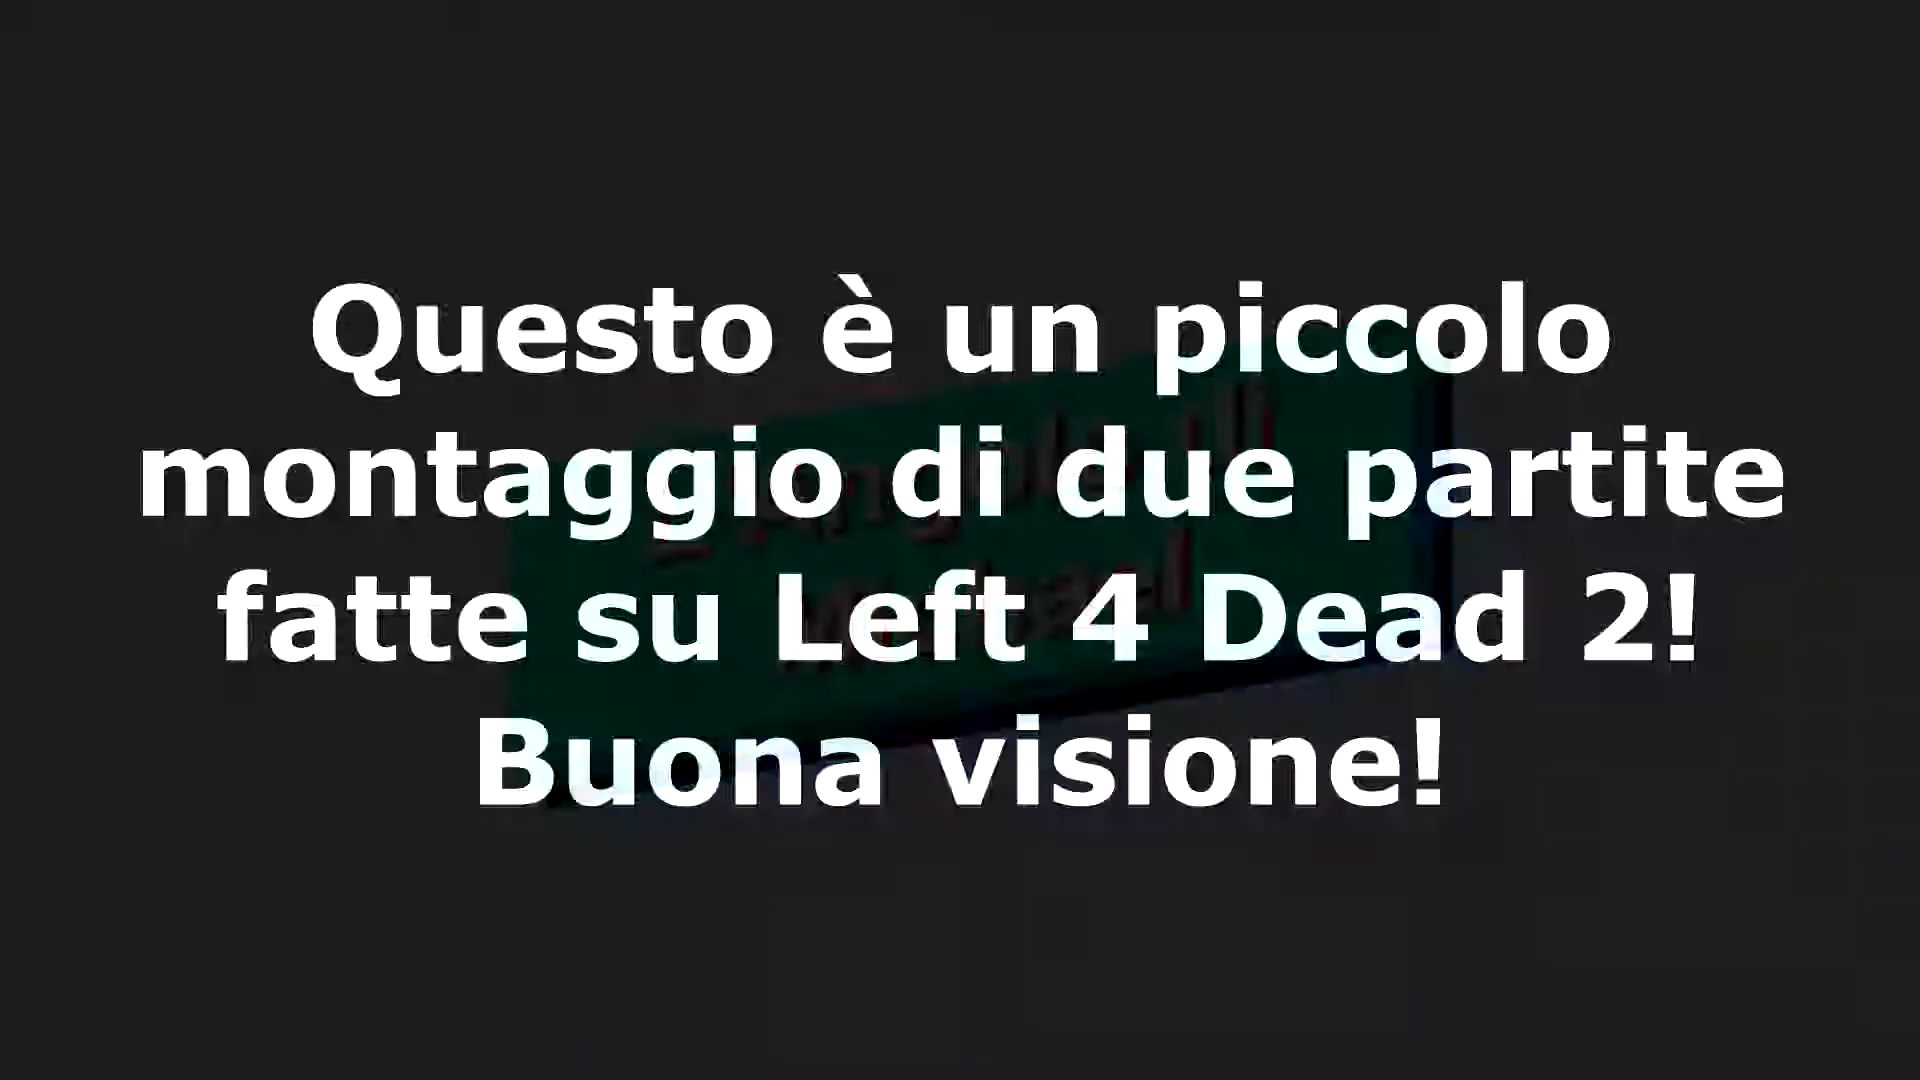 Questo è un piccolo
montaggio di due partite
fatte su Left 4 Dead 2!
Buona visione!